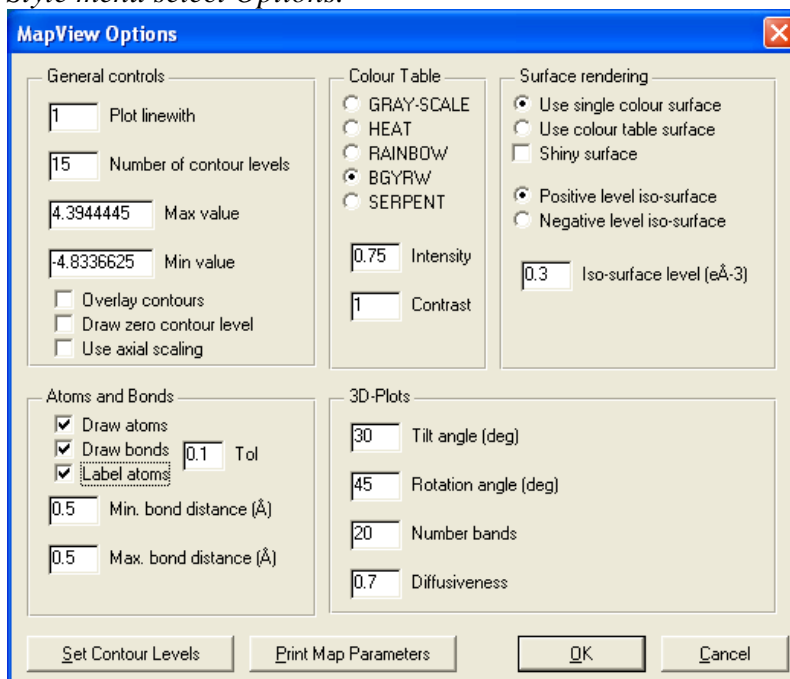 Style menu select Options.
MapView Options
General controls
1 Plot linewith
15 Number of contour levels
4.3944445 Max value
-4.8336625 Min value
Overlay contours
Draw zero contour level
Use axial scaling
Colour Table
GRAY-SCALE
HEAT
RAINBOW
BGYRW
SERPENT
0.75 Intensity
1 Contrast
Surface rendering
Use single colour surface
Use colour table surface
Shiny surface
Positive level iso-surface
Negative level iso-surface
0.3 Iso-surface level (eÅ-3)
Atoms and Bonds
Draw atoms
Draw bonds 0.1 Tol
Label atoms
0.5 Min. bond distance (Å)
0.5 Max. bond distance (Å)
3D-Plots
30 Tilt angle (deg)
45 Rotation angle (deg)
20 Number bands
0.7 Diffusiveness
Set Contour Levels
Print Map Parameters
OK
Cancel